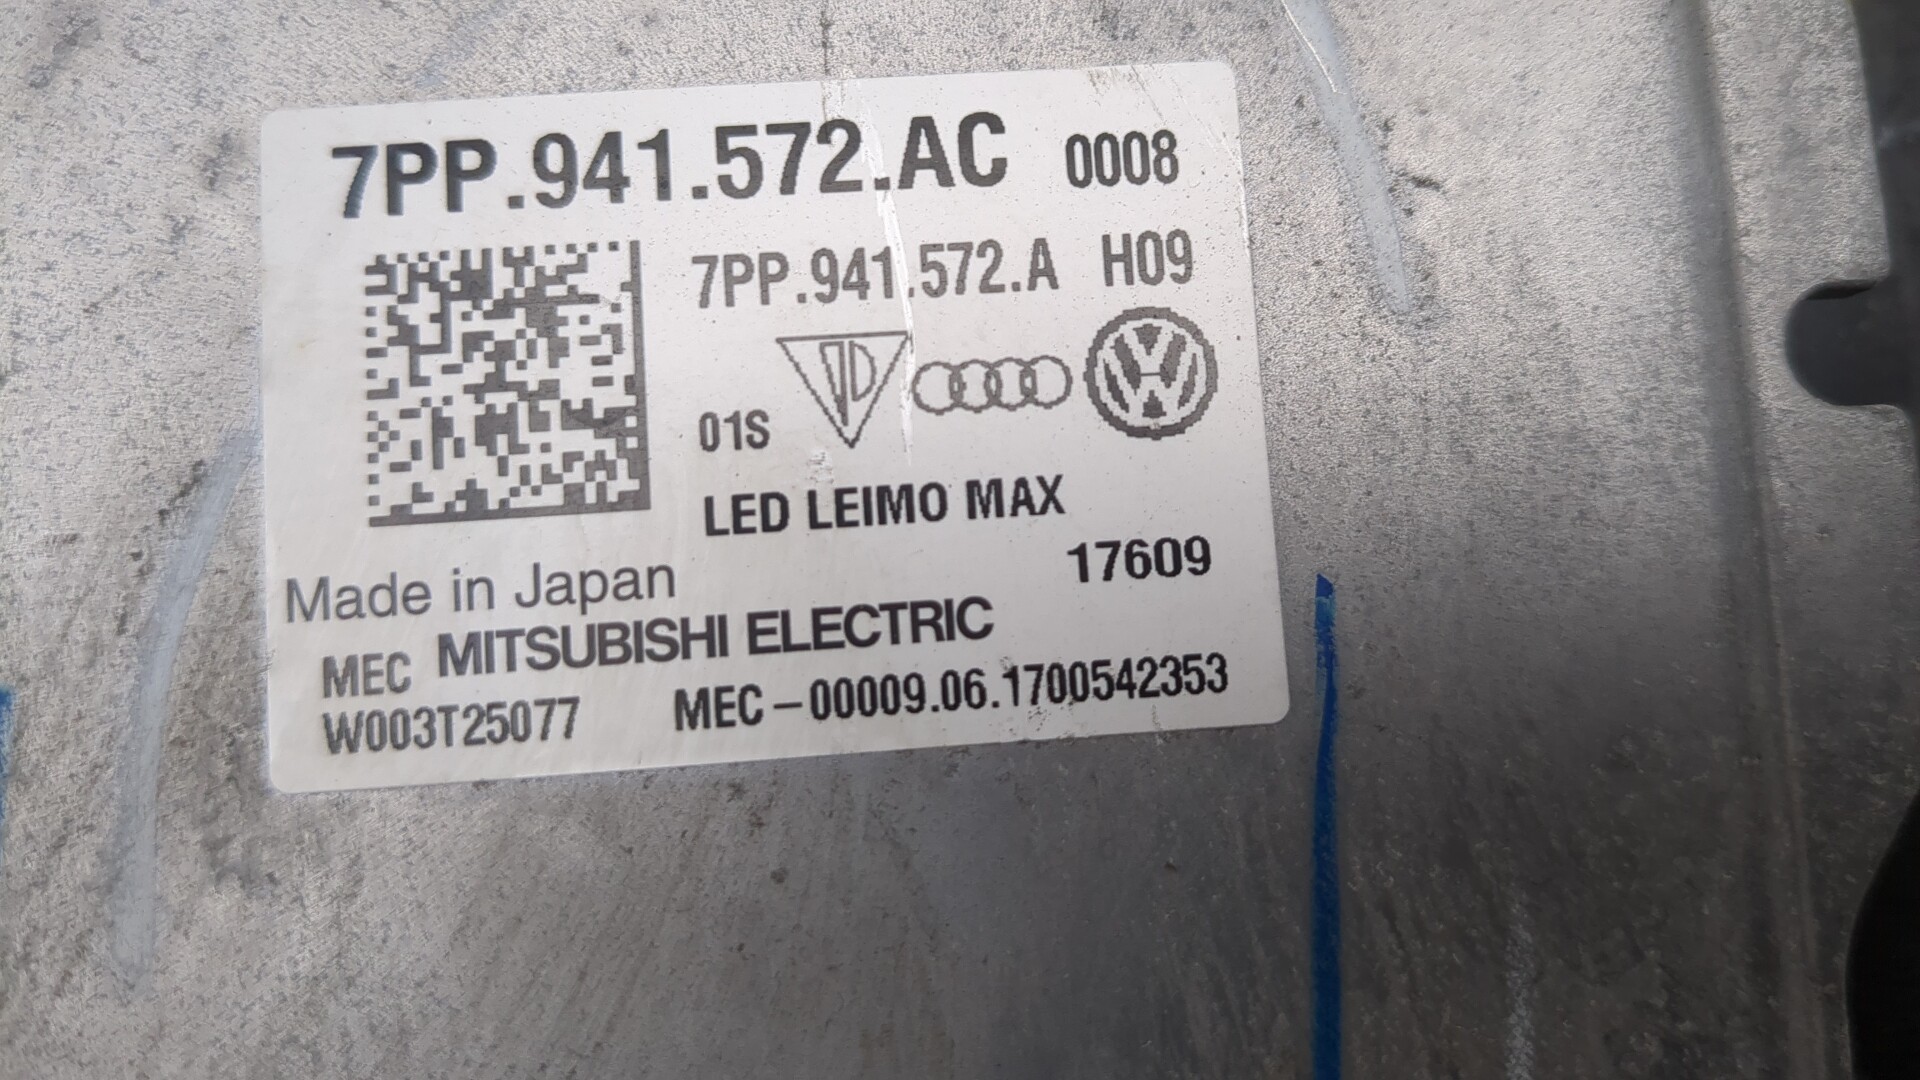 7PP.941.572.AC 0008
7PP.941.572.A H09
01S
LED LEIMO MAX
17609
Made in Japan
MEC MITSUBISHI ELECTRIC
W003T25077 MEC-00009.06.1700542353